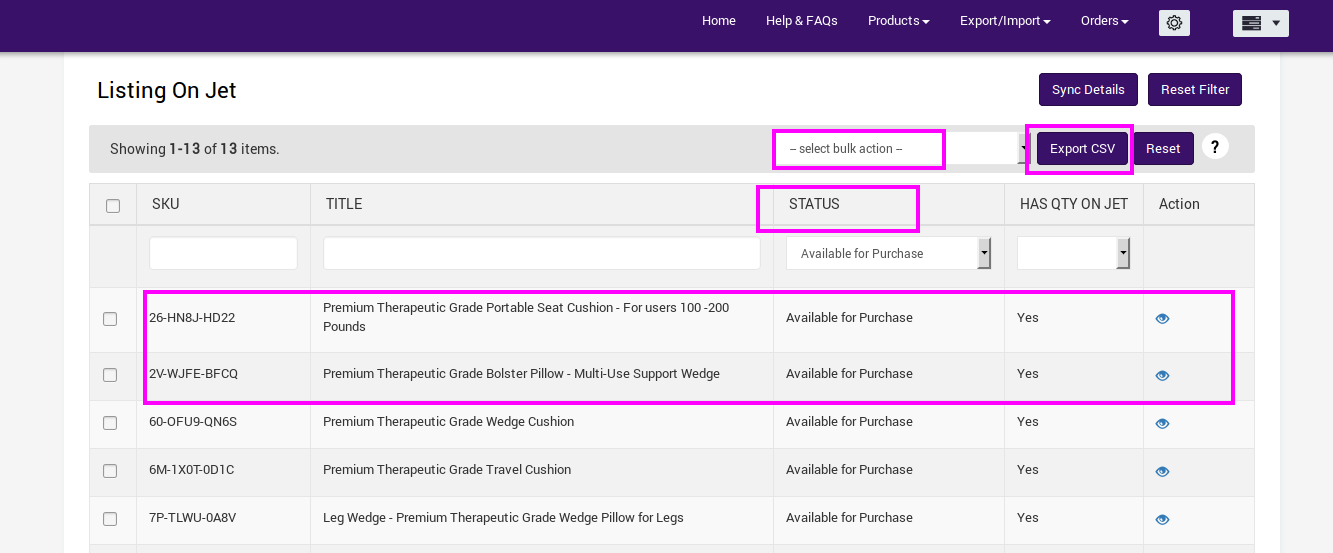 Home Help & FAQs Products Export/Import Orders
Listing On Jet
Sync Details Reset Filter
Showing 1-13 of 13 items.
-- select bulk action --
Export CSV Reset ?
SKU TITLE STATUS HAS QTY ON JET Action
Available for Purchase
26-HN8J-HD22 Premium Therapeutic Grade Portable Seat Cushion - For users 100 -200
Pounds Available for Purchase Yes
2V-WJFE-BFCQ Premium Therapeutic Grade Bolster Pillow - Multi-Use Support Wedge Available for Purchase Yes
60-OFU9-QN6S Premium Therapeutic Grade Wedge Cushion Available for Purchase Yes
6M-1X0T-0D1C Premium Therapeutic Grade Travel Cushion Available for Purchase Yes
7P-TLWU-0A8V Leg Wedge - Premium Therapeutic Grade Wedge Pillow for Legs Available for Purchase Yes